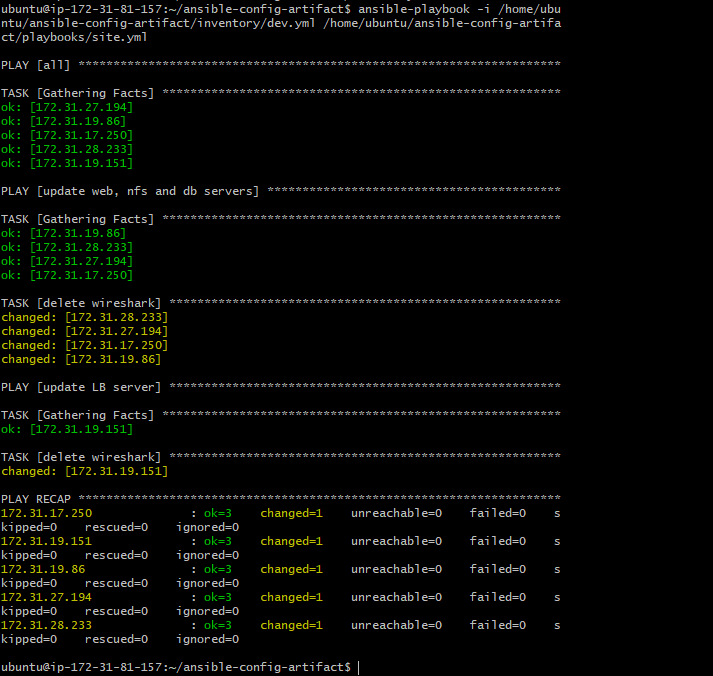 ubuntu@ip-172-31-81-157:~/ansible-config-artifact$ ansible-playbook -i /home/ubu
ntu/ansible-config-artifact/inventory/dev.yml /home/ubuntu/ansible-config-artifa
ct/playbooks/site.yml
PLAY [all] *********************************************************************
TASK [Gathering Facts] *********************************************************
ok: [172.31.27.194]
ok: [172.31.19.86]
ok: [172.31.17.250]
ok: [172.31.28.233]
ok: [172.31.19.151]
PLAY [update web, nfs and db servers] ******************************************
TASK [Gathering Facts] *********************************************************
ok: [172.31.19.86]
ok: [172.31.28.233]
ok: [172.31.27.194]
ok: [172.31.17.250]
TASK [delete wireshark] ********************************************************
changed: [172.31.28.233]
changed: [172.31.27.194]
changed: [172.31.17.250]
changed: [172.31.19.86]
PLAY [update LB server] ********************************************************
TASK [Gathering Facts] *********************************************************
ok: [172.31.19.151]
TASK [delete wireshark] ********************************************************
changed: [172.31.19.151]
PLAY RECAP *********************************************************************
172.31.17.250              : ok=3    changed=1    unreachable=0    failed=0    s
kipped=0    rescued=0    ignored=0
172.31.19.151              : ok=3    changed=1    unreachable=0    failed=0    s
kipped=0    rescued=0    ignored=0
172.31.19.86               : ok=3    changed=1    unreachable=0    failed=0    s
kipped=0    rescued=0    ignored=0
172.31.27.194              : ok=3    changed=1    unreachable=0    failed=0    s
kipped=0    rescued=0    ignored=0
172.31.28.233              : ok=3    changed=1    unreachable=0    failed=0    s
kipped=0    rescued=0    ignored=0
ubuntu@ip-172-31-81-157:~/ansible-config-artifact$